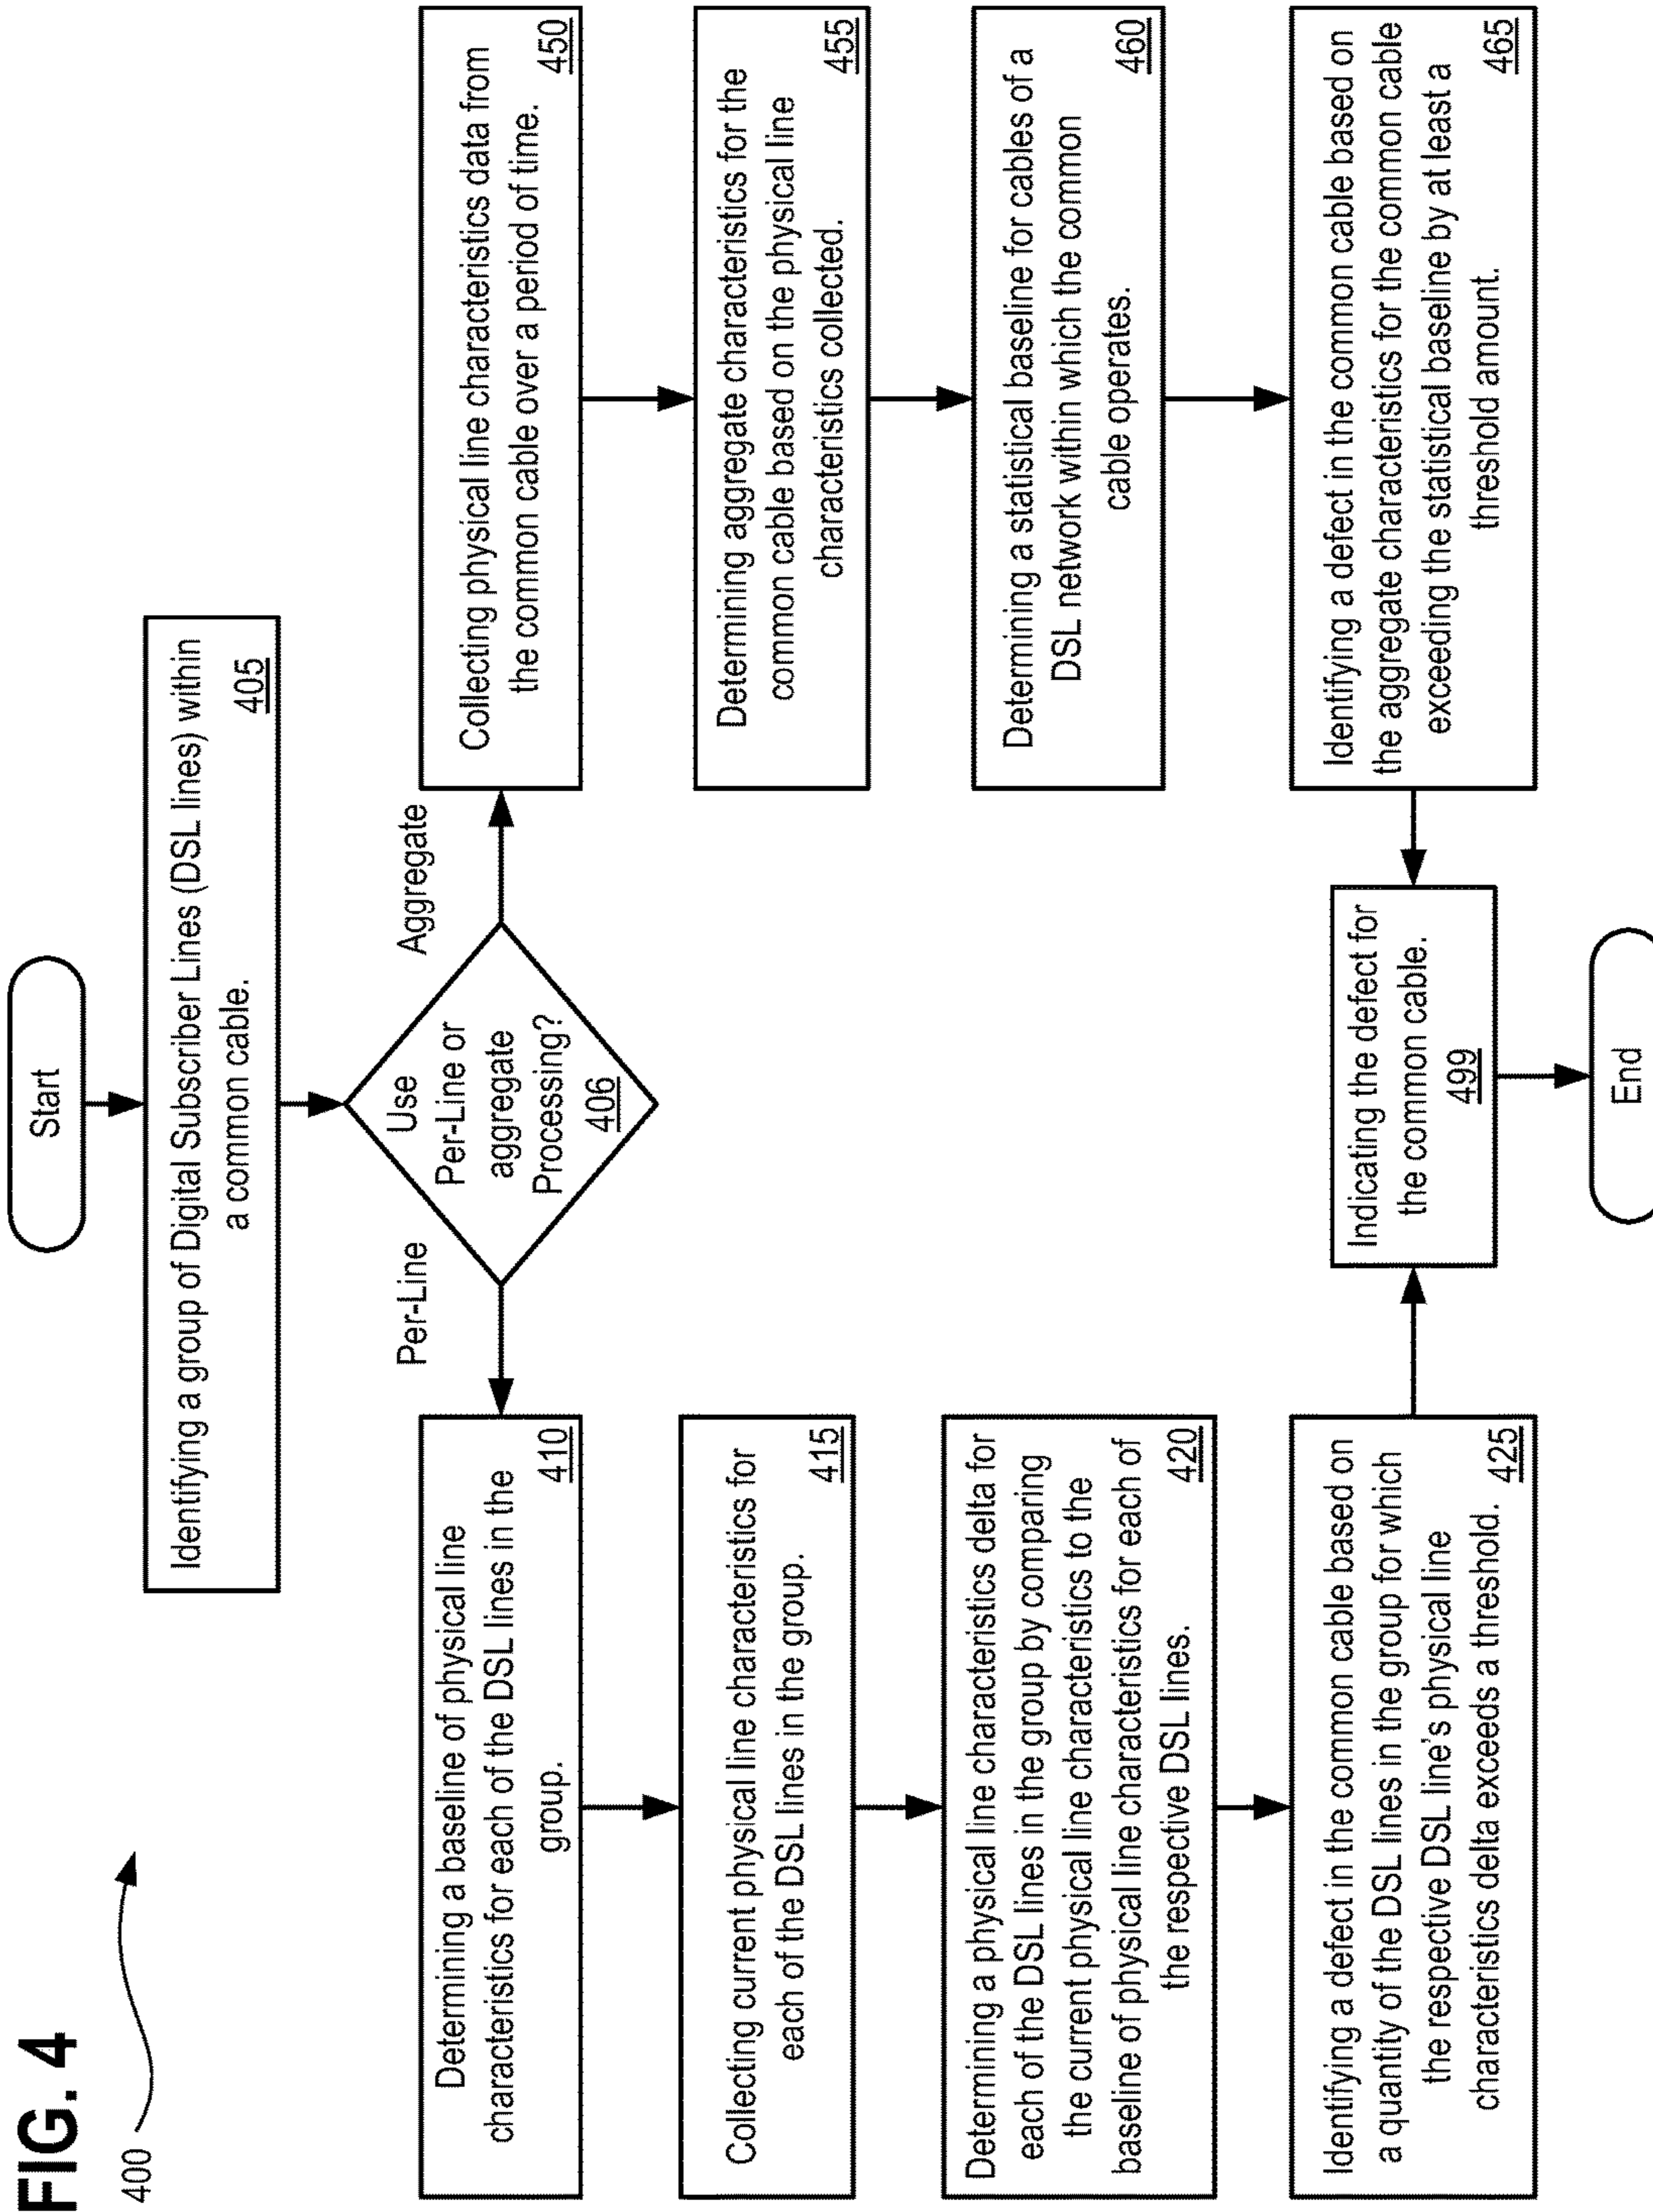 FIG. 4
400
Start
Identifying a group of Digital Subscriber Lines (DSL lines) within
a common cable.
405
Use
Per-Line or
aggregate
Processing?
406
Per-Line
Aggregate
Determining a baseline of physical line
characteristics for each of the DSL lines in the
group.
410
Collecting current physical line characteristics for
each of the DSL lines in the group.
415
Determining a physical line characteristics delta for
each of the DSL lines in the group by comparing
the current physical line characteristics to the
baseline of physical line characteristics for each of
the respective DSL lines.
420
Identifying a defect in the common cable based on
a quantity of the DSL lines in the group for which
the respective DSL line's physical line
characteristics delta exceeds a threshold.
425
Collecting physical line characteristics data from
the common cable over a period of time.
450
Determining aggregate characteristics for the
common cable based on the physical line
characteristics collected.
455
Determining a statistical baseline for cables of a
DSL network within which the common
cable operates.
460
Identifying a defect in the common cable based on
the aggregate characteristics for the common cable
exceeding the statistical baseline by at least a
threshold amount.
465
Indicating the defect for
the common cable.
499
End